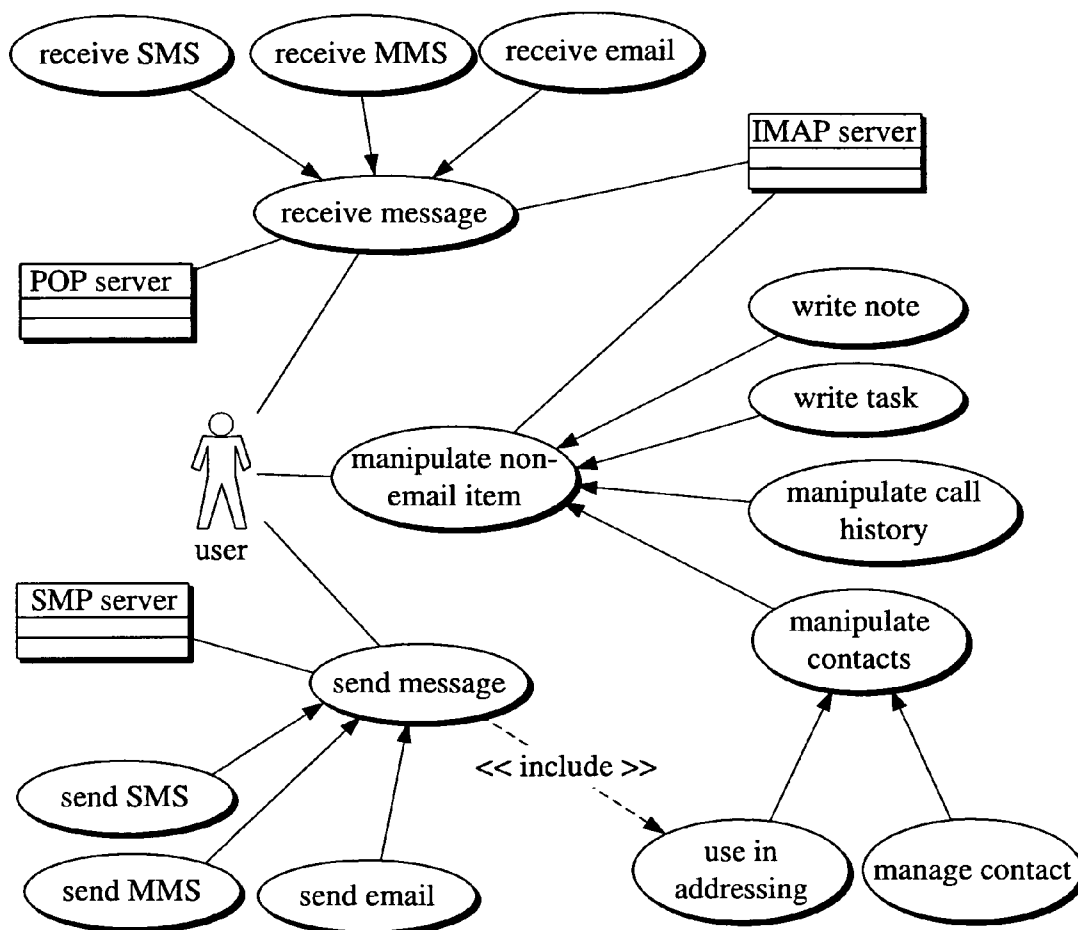 receive SMS
receive MMS
receive email
IMAP server
receive message
POP server
write note
write task
manipulate non-
email item
manipulate call
history
user
SMP server
manipulate
contacts
send message
<< include >>
send SMS
use in
addressing
manage contact
send MMS
send email